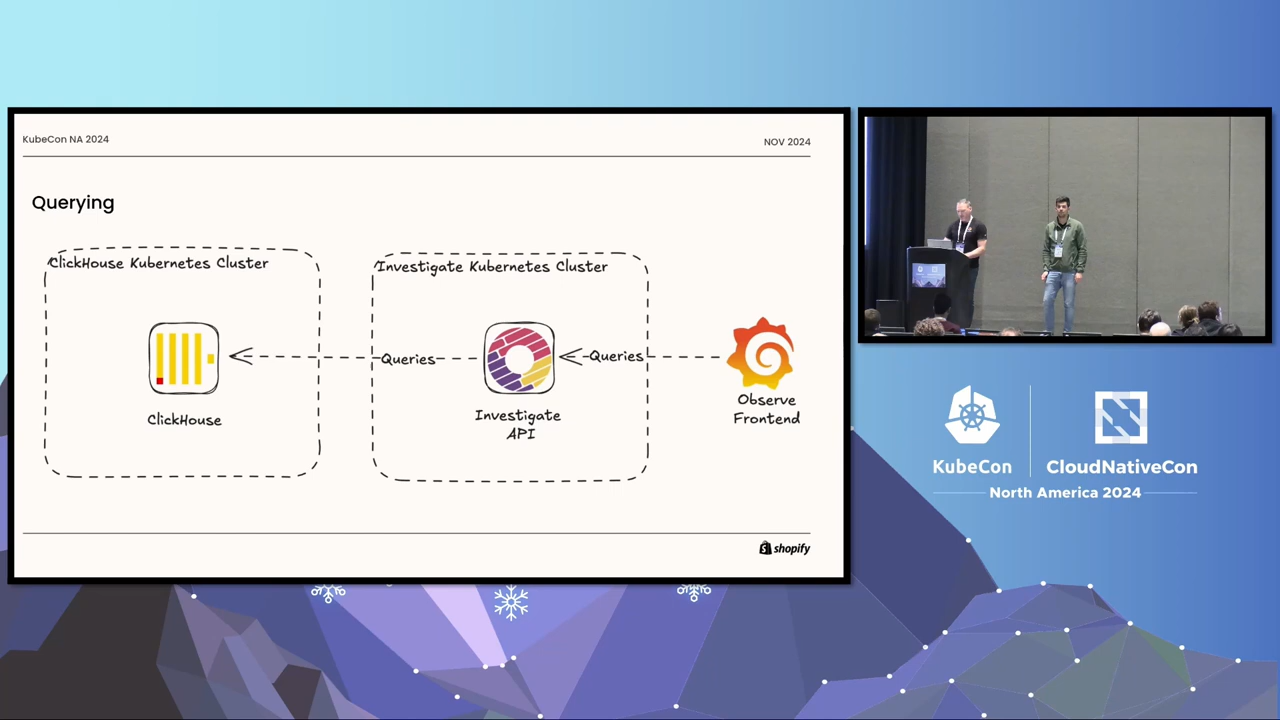 KubeCon NA 2024
NOV 2024
Querying
ClickHouse Kubernetes Cluster
Investigate Kubernetes Cluster
Queries
Queries
ClickHouse
Investigate
API
Observe
Frontend
shopify
KubeCon
CloudNativeCon
North America 2024